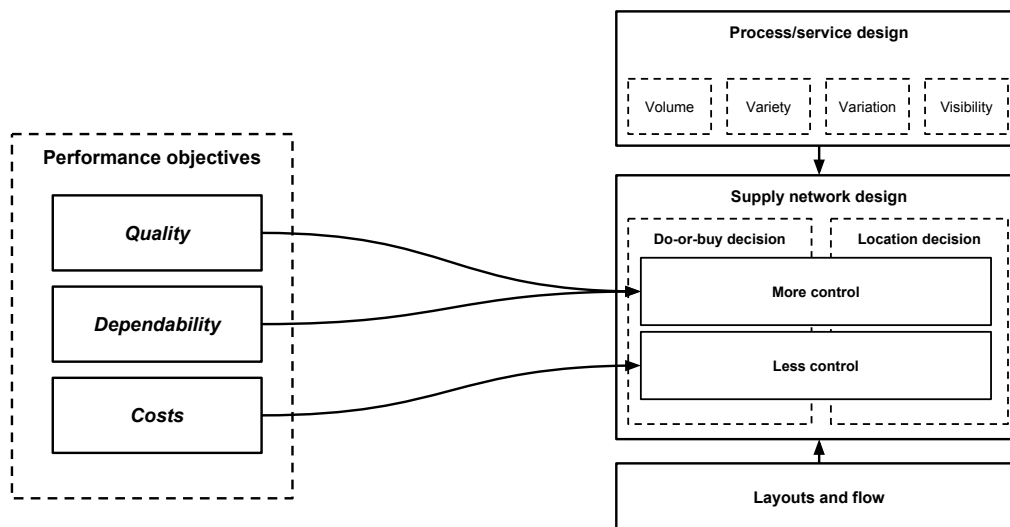 Process/service design
Volume
Variety
Variation
Visibility
Performance objectives
Quality
Dependability
Costs
Supply network design
Do-or-buy decision
Location decision
More control
Less control
Layouts and flow